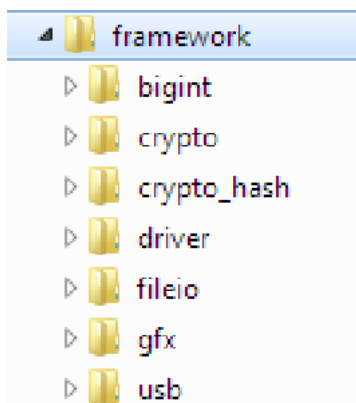 framework
bigint
crypto
crypto_hash
driver
fileio
gfx
usb